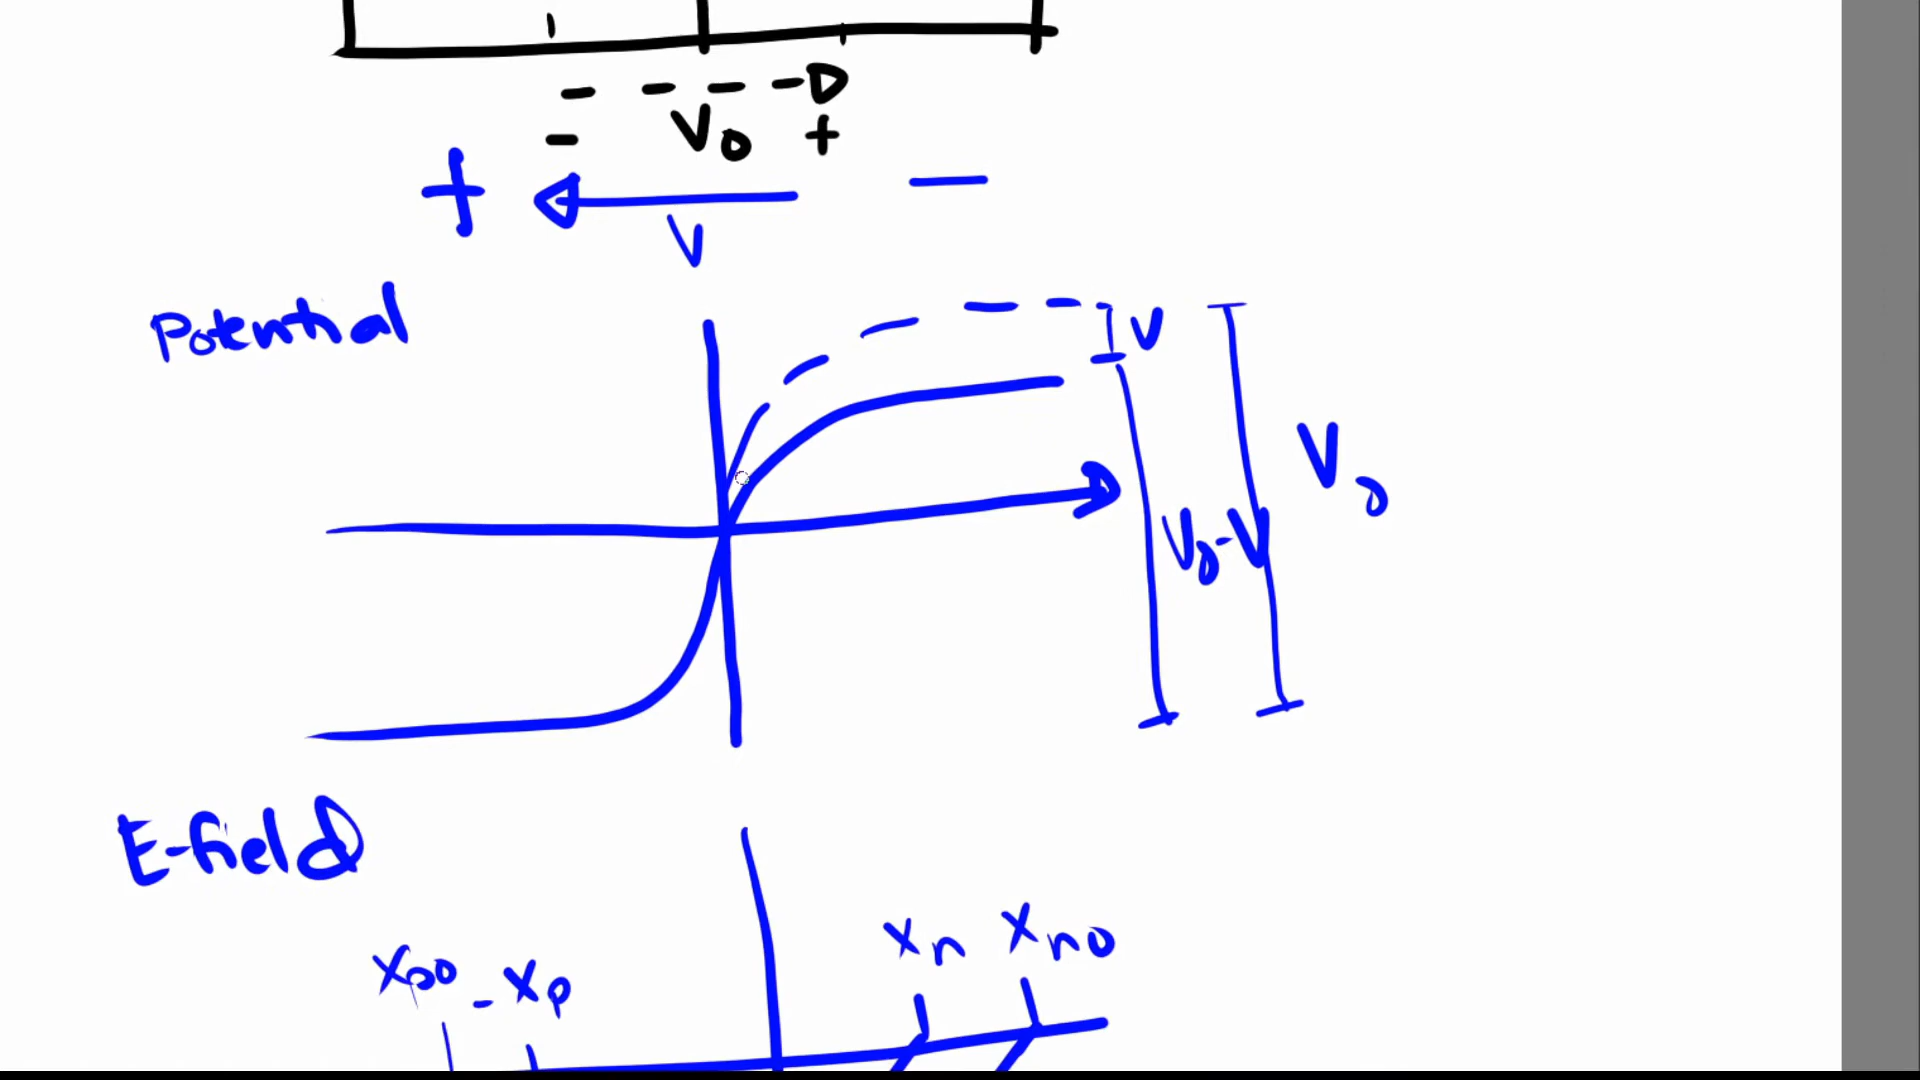 - V₀ +
+ -
V
Potential
V
V₀
V₀-V
E-field
xₙ xₙ₀
xₚ₀ -xₚ